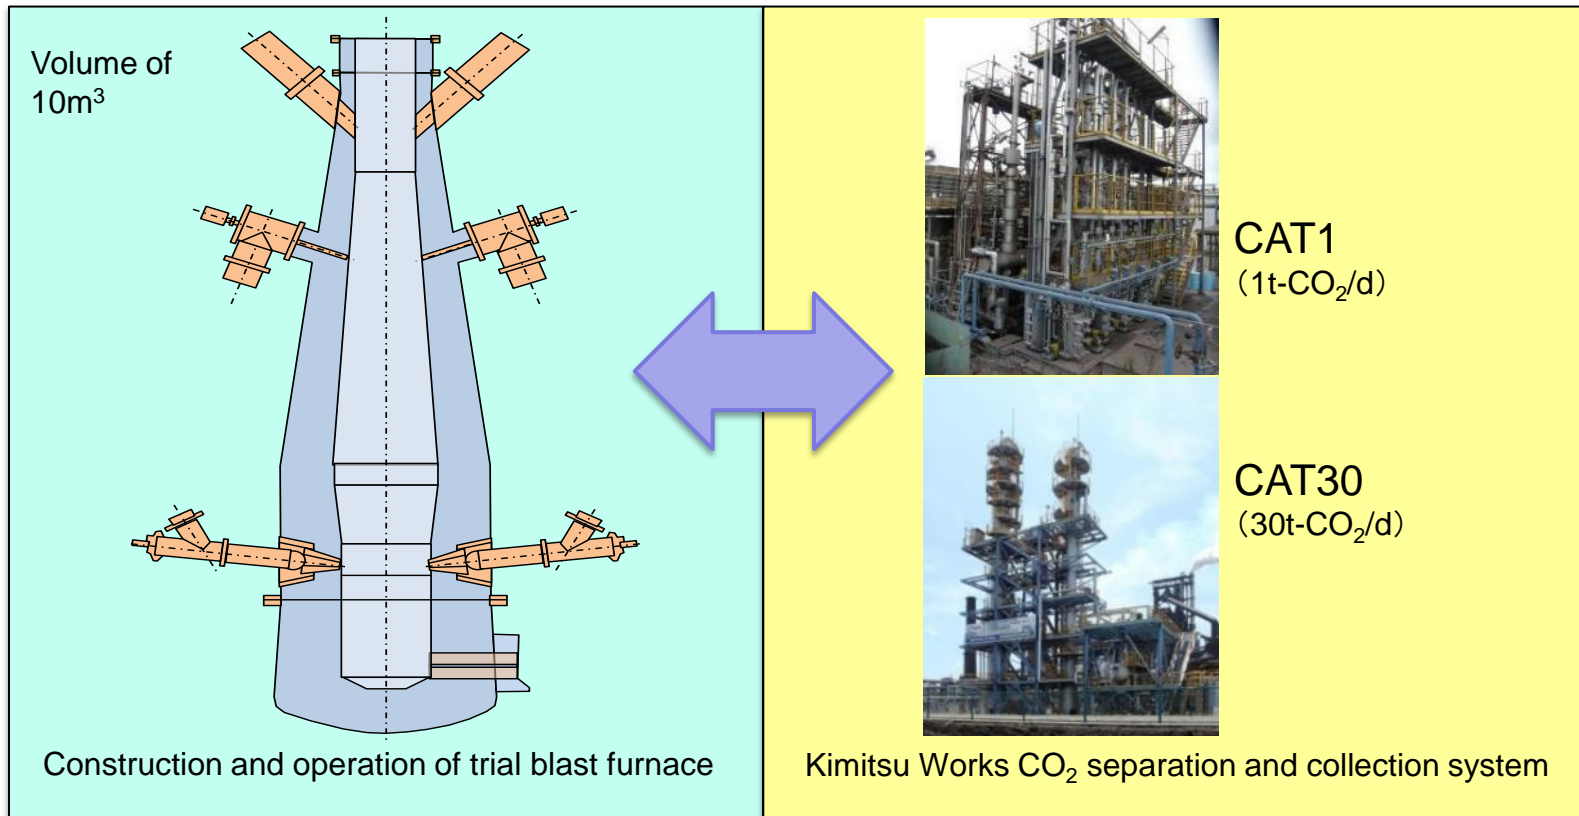 Volume of
10m³
Construction and operation of trial blast furnace
CAT1
（1t-CO₂/d）
CAT30
（30t-CO₂/d）
Kimitsu Works CO₂ separation and collection system